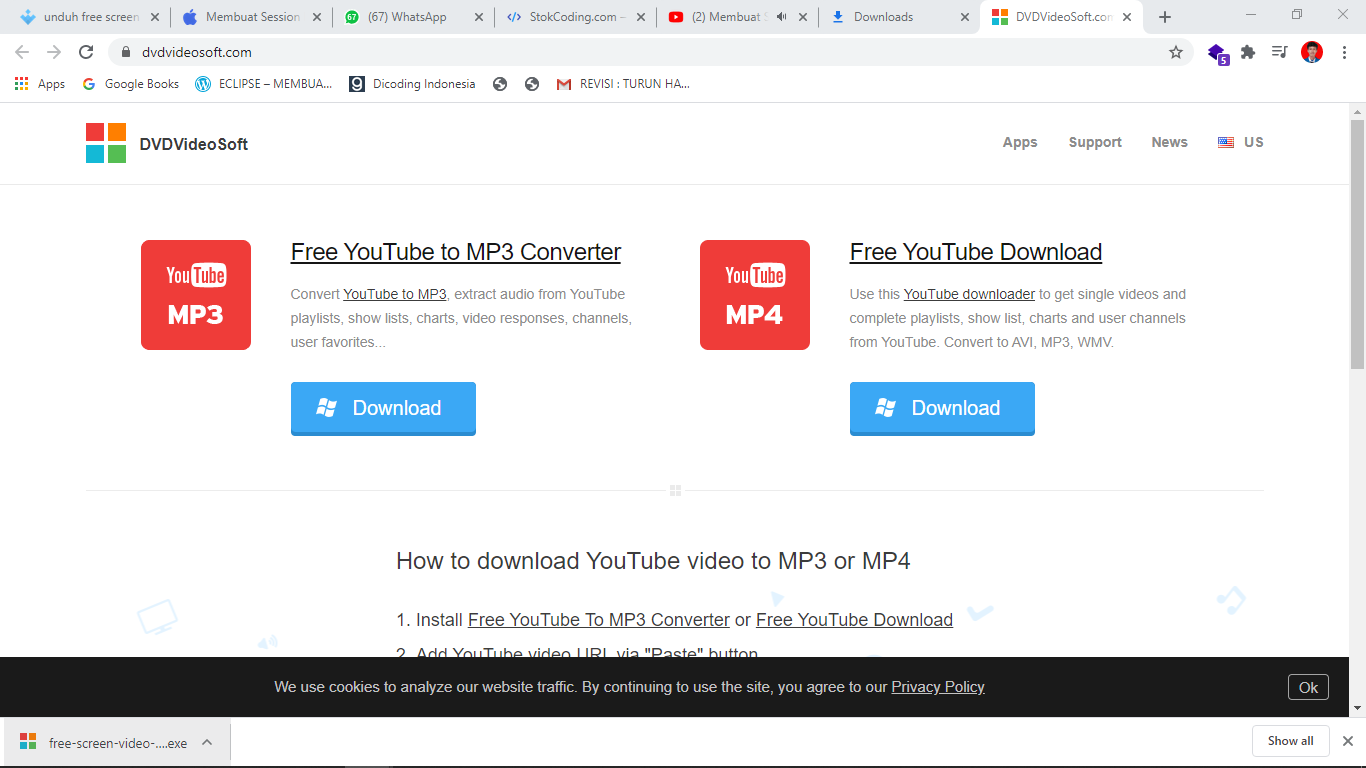 unduh free screen
Membuat Session
(67) WhatsApp
StokCoding.com –
(2) Membuat S
Downloads
DVDVideoSoft.com
dvdvideosoft.com
5
Apps
Google Books
ECLIPSE – MEMBUA...
Dicoding Indonesia
REVISI : TURUN HA...
DVDVideoSoft
Apps
Support
News
US
YouTube
MP3
Free YouTube to MP3 Converter
Convert YouTube to MP3, extract audio from YouTube
playlists, show lists, charts, video responses, channels,
user favorites...
Download
YouTube
MP4
Free YouTube Download
Use this YouTube downloader to get single videos and
complete playlists, show list, charts and user channels
from YouTube. Convert to AVI, MP3, WMV.
Download
How to download YouTube video to MP3 or MP4
1. Install Free YouTube To MP3 Converter or Free YouTube Download
2. Add YouTube video URL via "Paste" button
We use cookies to analyze our website traffic. By continuing to use the site, you agree to our Privacy Policy
Ok
free-screen-video-....exe
Show all